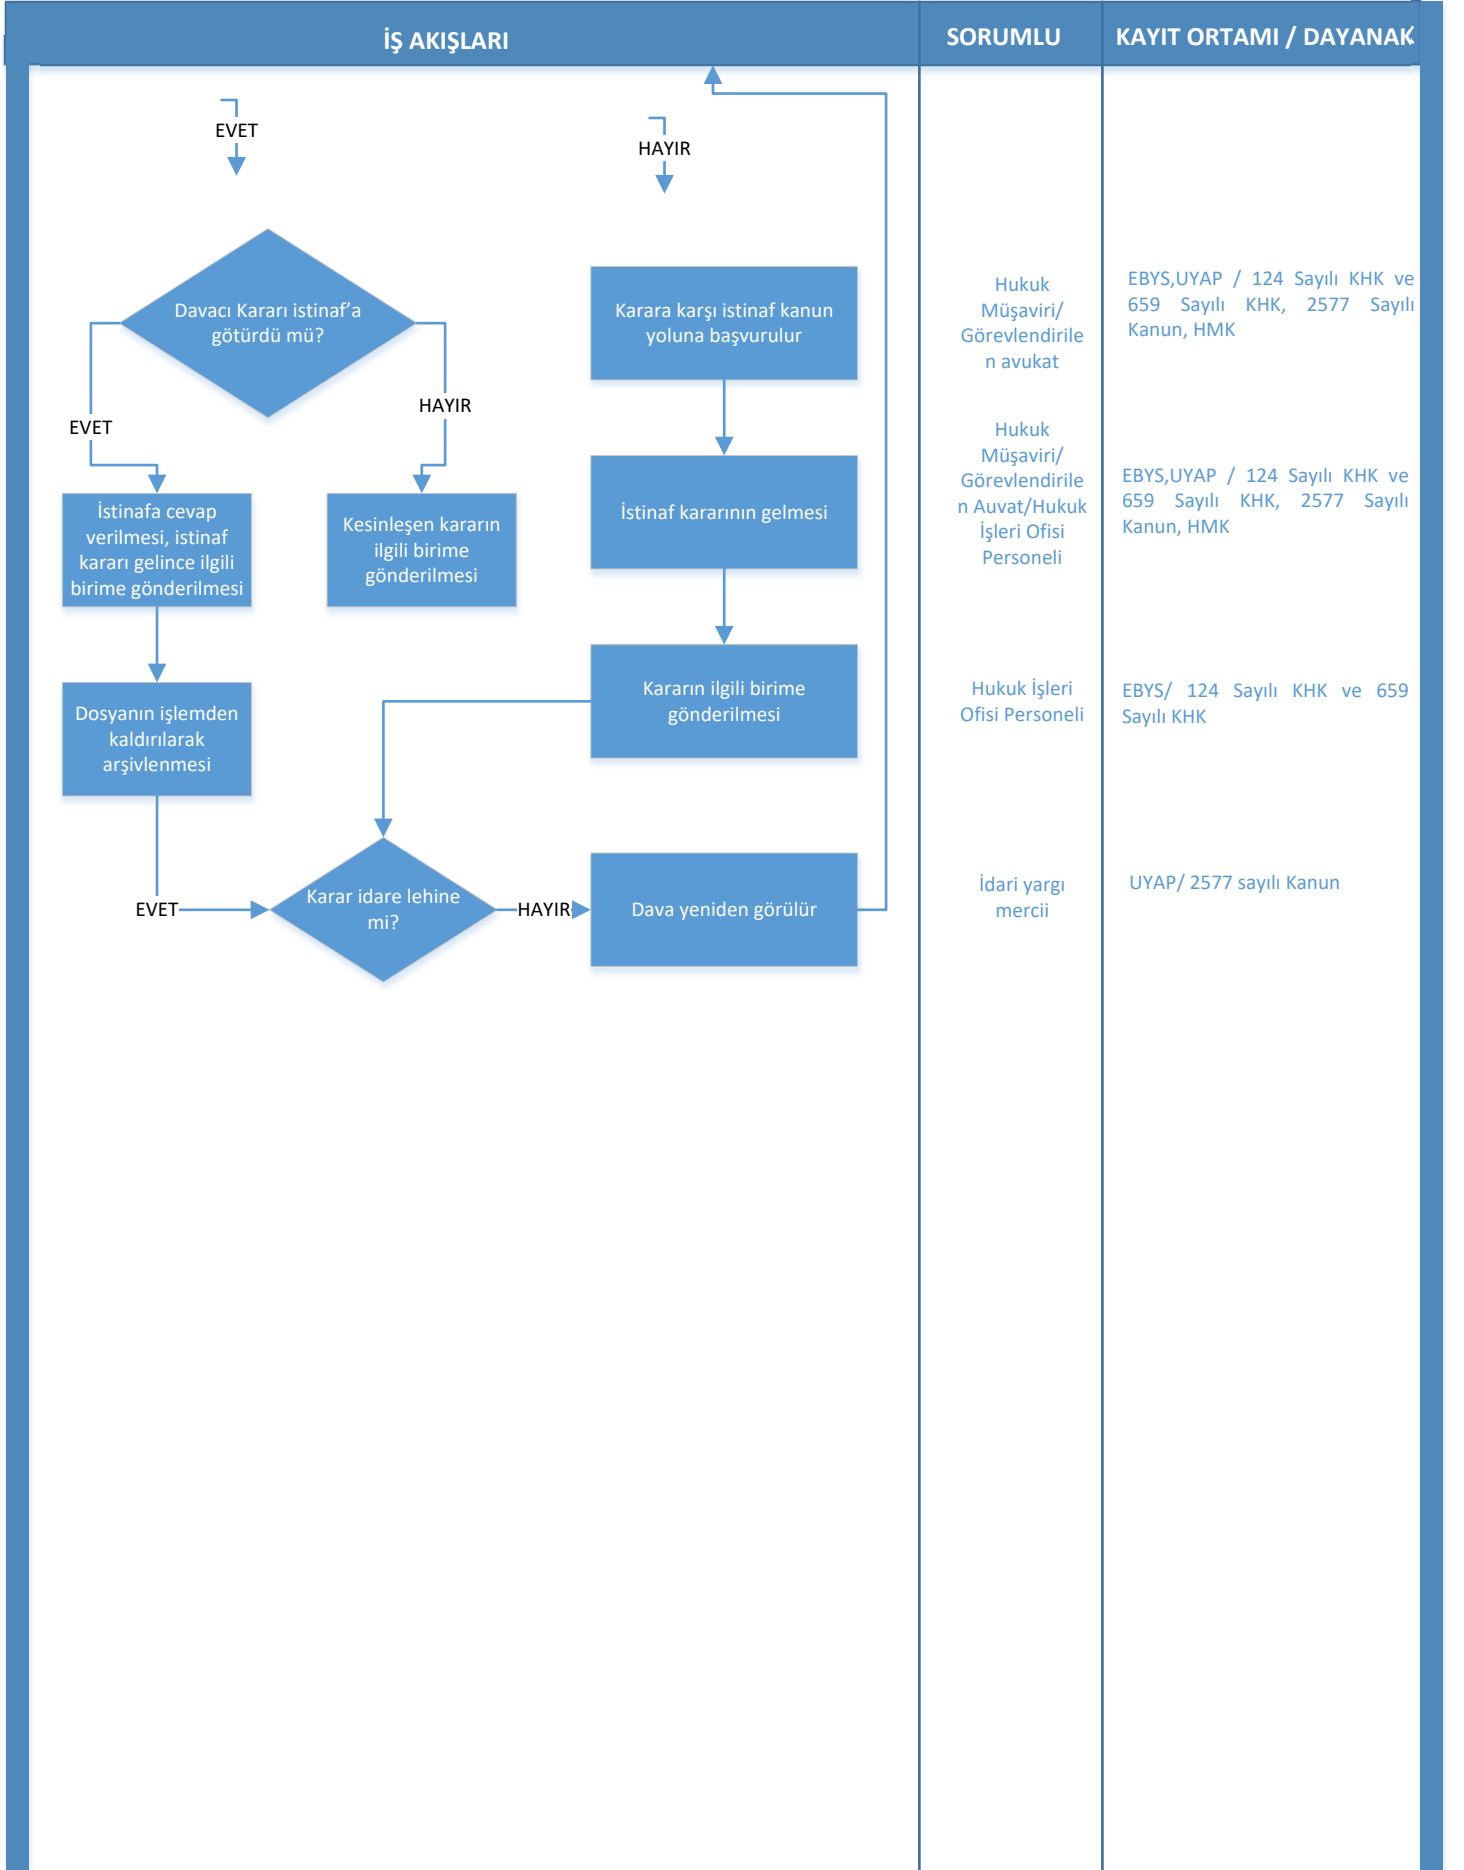 İŞ AKIŞLARI
SORUMLU
KAYIT ORTAMI / DAYANAK
EVET
HAYIR
Davacı Kararı istinaf’a
götürdü mü?
EVET
HAYIR
İstinafa cevap
verilmesi, istinaf
kararı gelince ilgili
birime gönderilmesi
Kesinleşen kararın
ilgili birime
gönderilmesi
Dosyanın işlemden
kaldırılarak
arşivlenmesi
Karara karşı istinaf kanun
yoluna başvurulur
İstinaf kararının gelmesi
Kararın ilgili birime
gönderilmesi
EVET
Karar idare lehine
mi?
HAYIR
Dava yeniden görülür
Hukuk
Müşaviri/
Görevlendirile
n avukat
EBYS,UYAP / 124 Sayılı KHK ve
659 Sayılı KHK, 2577 Sayılı
Kanun, HMK
Hukuk
Müşaviri/
Görevlendirile
n Auvat/Hukuk
İşleri Ofisi
Personeli
EBYS,UYAP / 124 Sayılı KHK ve
659 Sayılı KHK, 2577 Sayılı
Kanun, HMK
Hukuk İşleri
Ofisi Personeli
EBYS/ 124 Sayılı KHK ve 659
Sayılı KHK
İdari yargı
mercii
UYAP/ 2577 sayılı Kanun